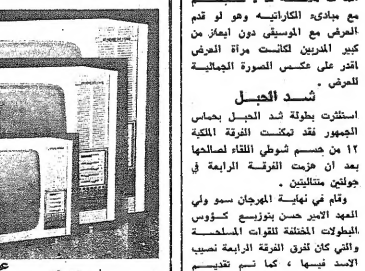 مع مبادىء الكاراتيه وهو لو قدم
العرض مع الموسيقى دون ايعاز من
كبير المدربين لكانت مرآة العرض
اقدر على عكس الصورة الجمالية
للعرض .
شد الحبل
استأثرت بطولة شد الحبل بحماس
الجمهور فقد تمكنت الفرقة الملكية
١٢ من حسم شوطي اللقاء لصالحها
بعد ان هزمت الفرقة الرابعة في
جولتين متتاليتين .
وقام في نهاية المهرجان سمو ولي
العهد الامير حسن بتوزيع كؤوس
البطولات المختلفة للقوات المسلحة
والتي كان لفرق الفرقة الرابعة نصيب
الاسد فيها ، كما تم تقديم